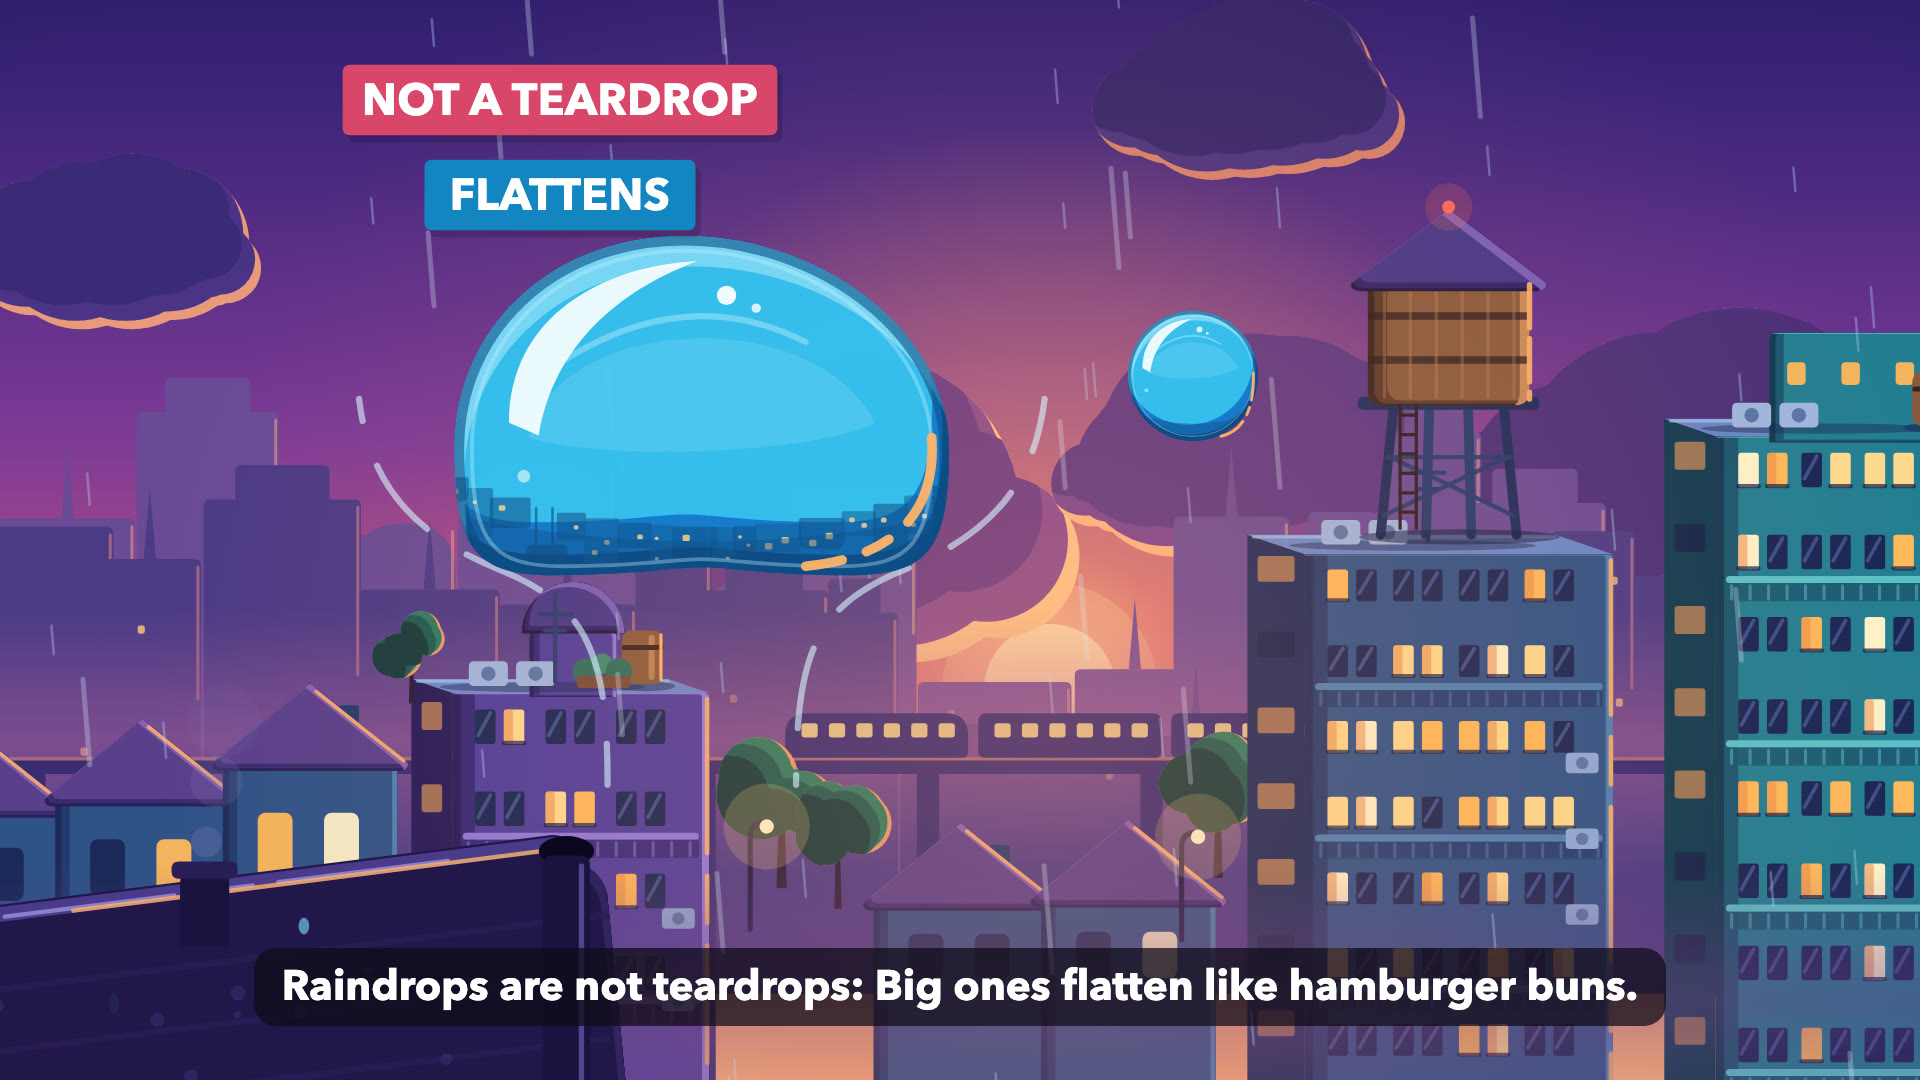 NOT A TEARDROP
FLATTENS
Raindrops are not teardrops: Big ones flatten like hamburger buns.